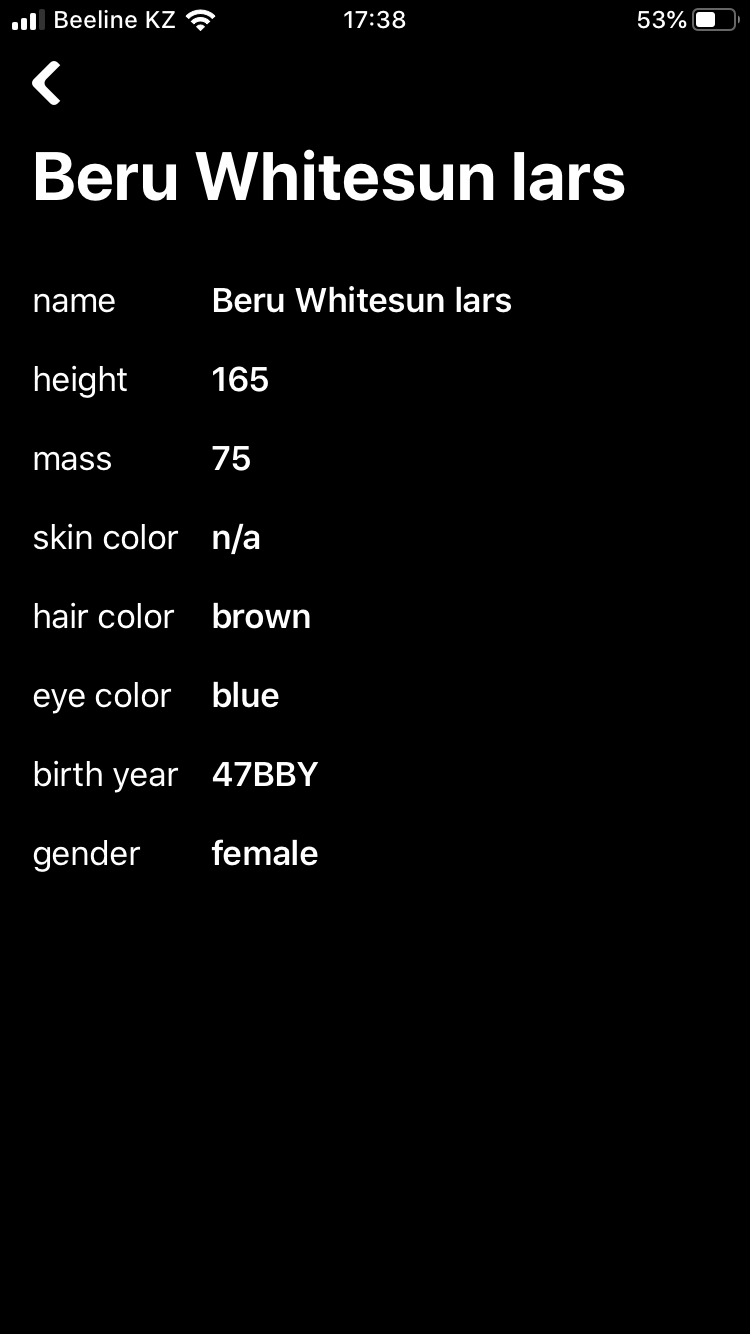 Beeline KZ 17:38 53%
Beru Whitesun lars
name Beru Whitesun lars
height 165
mass 75
skin color n/a
hair color brown
eye color blue
birth year 47BBY
gender female